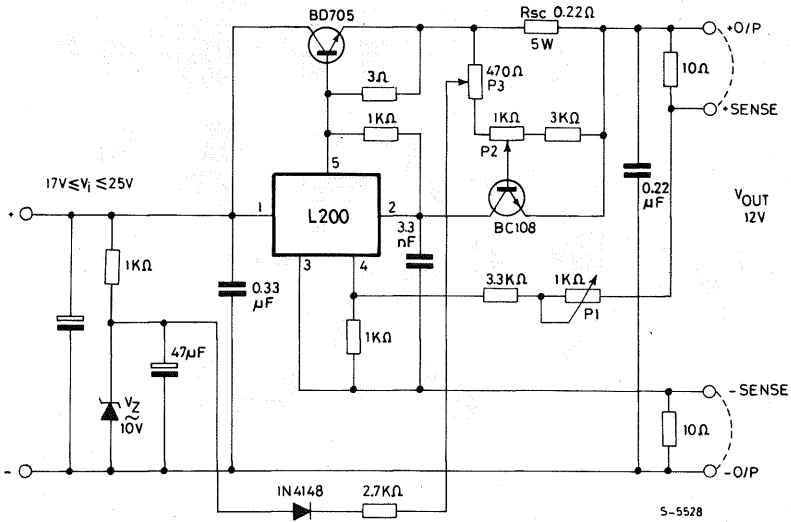 BD705
Rsc 0.22Ω
5W
+O/P
3Ω
470Ω
P3
10Ω
1KΩ
1KΩ
3KΩ
+SENSE
P2
5
17V≤Vi≤25V
+
1
L200
2
3.3
nF
BC108
0.22
µF
VOUT
12V
3
4
1KΩ
0.33
µF
3.3KΩ
1KΩ
P1
1KΩ
47µF
VZ
~
10V
-SENSE
10Ω
-
-O/P
1N4148
2.7KΩ
S-5528